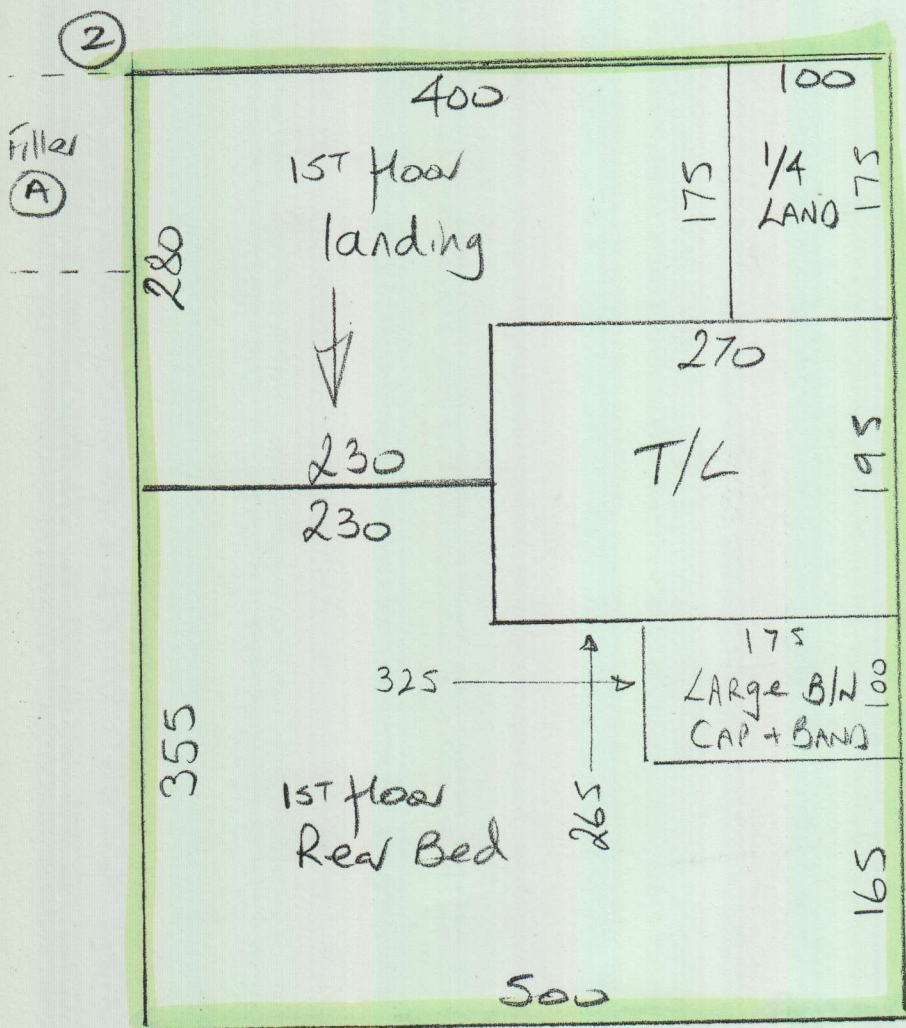 2
400
100
Filler
A
1ST floor
landing
175
1/4
LAND
175
280
270
T/L
195
230
230
325
175
LARge B/N
CAP + BAND
100
355
265
1ST floor
Rear Bed
165
500